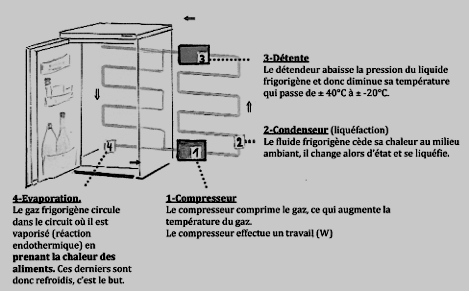 3
3-Détente
Le détendeur abaisse la pression du liquide
frigorigène et donc diminue sa température
qui passe de ± 40°C à ± -20°C.
2-Condenseur (liquéfaction)
2
Le fluide frigorigène cède sa chaleur au milieu
ambiant, il change alors d'état et se liquéfie.
4
1
4-Evaporation.
Le gaz frigorigène circule
dans le circuit où il est
vaporisé (réaction
endothermique) en
prenant la chaleur des
aliments. Ces derniers sont
donc refroidis, c'est le but.
1-Compresseur
Le compresseur comprime le gaz, ce qui augmente la
température du gaz.
Le compresseur effectue un travail (W)